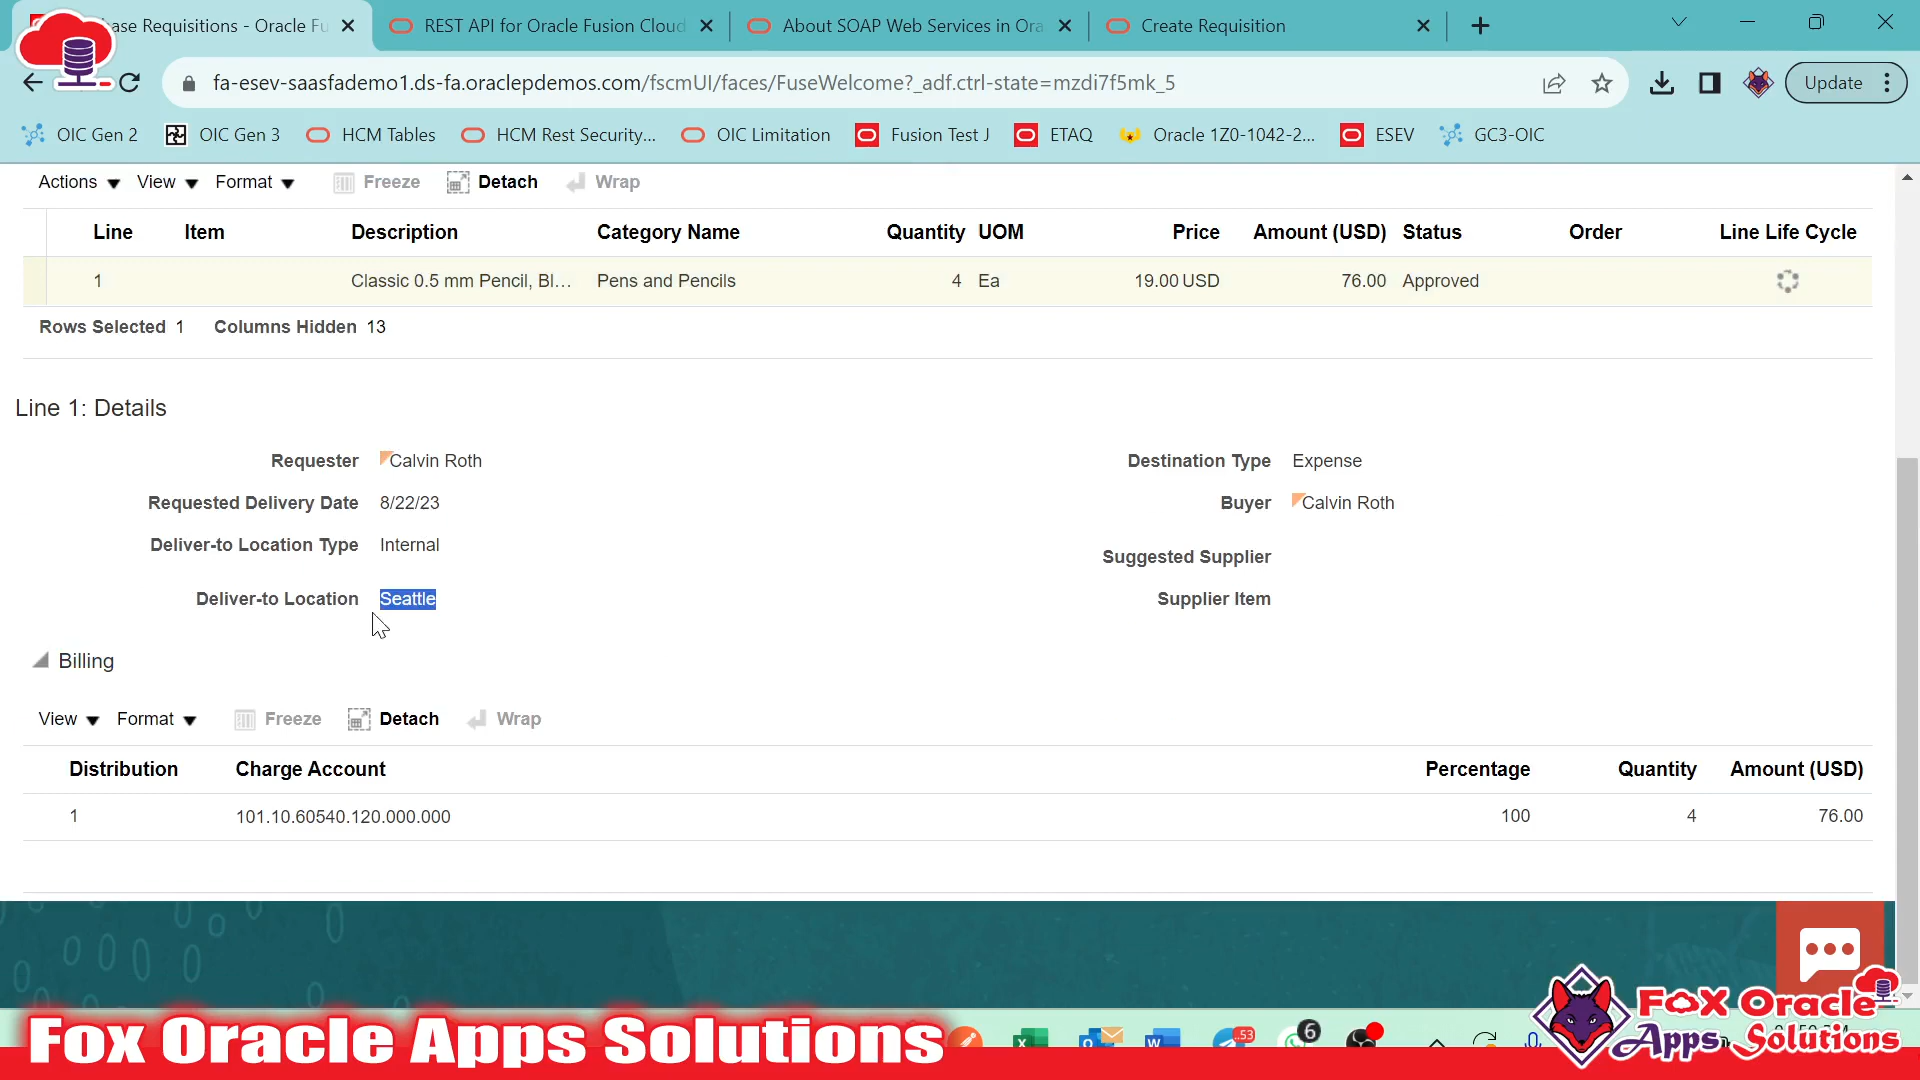 ase Requisitions - Oracle Fu
REST API for Oracle Fusion Cloud
About SOAP Web Services in Ora
Create Requisition
fa-esev-saasfademo1.ds-fa.oraclepdemos.com/fscmUI/faces/FuseWelcome?_adf.ctrl-state=mzdi7f5mk_5
Update
OIC Gen 2 OIC Gen 3 HCM Tables HCM Rest Security... OIC Limitation Fusion Test J ETAQ Oracle 1Z0-1042-2... ESEV GC3-OIC
Actions View Format Freeze Detach Wrap
Line Item Description Category Name Quantity UOM Price Amount (USD) Status Order Line Life Cycle
1 Classic 0.5 mm Pencil, Bl... Pens and Pencils 4 Ea 19.00 USD 76.00 Approved
Rows Selected 1 Columns Hidden 13
Line 1: Details
Requester Calvin Roth
Destination Type Expense
Requested Delivery Date 8/22/23
Buyer Calvin Roth
Deliver-to Location Type Internal
Suggested Supplier
Deliver-to Location Seattle
Supplier Item
Billing
View Format Freeze Detach Wrap
Distribution Charge Account Percentage Quantity Amount (USD)
1 101.10.60540.120.000.000 100 4 76.00
Fox Oracle Apps Solutions
53
6
Fox Oracle
Apps Solutions